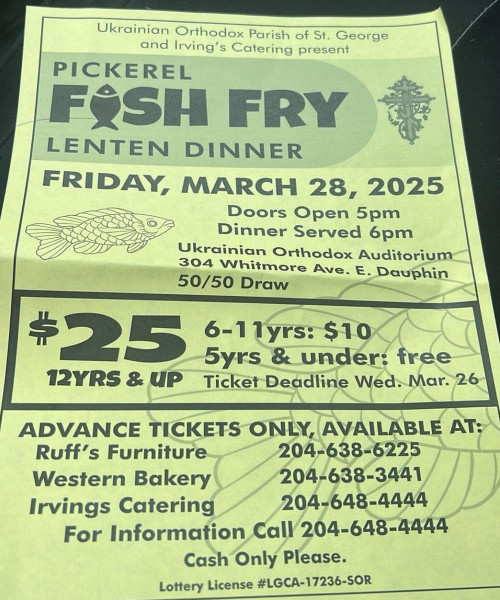 Ukrainian Orthodox Parish of St. George
and Irving's Catering present
PICKEREL
FISH FRY
LENTEN DINNER
FRIDAY, MARCH 28, 2025
Doors Open 5pm
Dinner Served 6pm
Ukrainian Orthodox Auditorium
304 Whitmore Ave. E. Dauphin
50/50 Draw
$25
12YRS & UP
6-11yrs: $10
5yrs & under: free
Ticket Deadline Wed. Mar. 26
ADVANCE TICKETS ONLY, AVAILABLE AT:
Ruff's Furniture 204-638-6225
Western Bakery 204-638-3441
Irvings Catering 204-648-4444
For Information Call 204-648-4444
Cash Only Please.
Lottery License #LGCA-17236-SOR